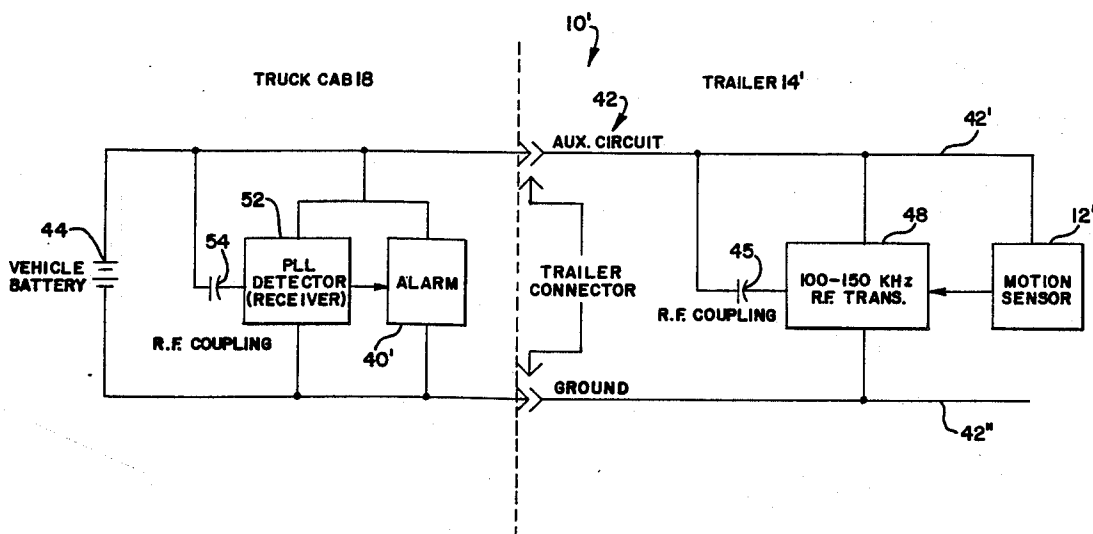 10'
TRUCK CAB 18
TRAILER 14'
42
AUX. CIRCUIT
42'
44
VEHICLE
BATTERY
54
52
PLL
DETECTOR
(RECEIVER)
ALARM
40'
R.F. COUPLING
TRAILER
CONNECTOR
45
R.F. COUPLING
48
100-150 KHz
R.F. TRANS.
12'
MOTION
SENSOR
GROUND
42"